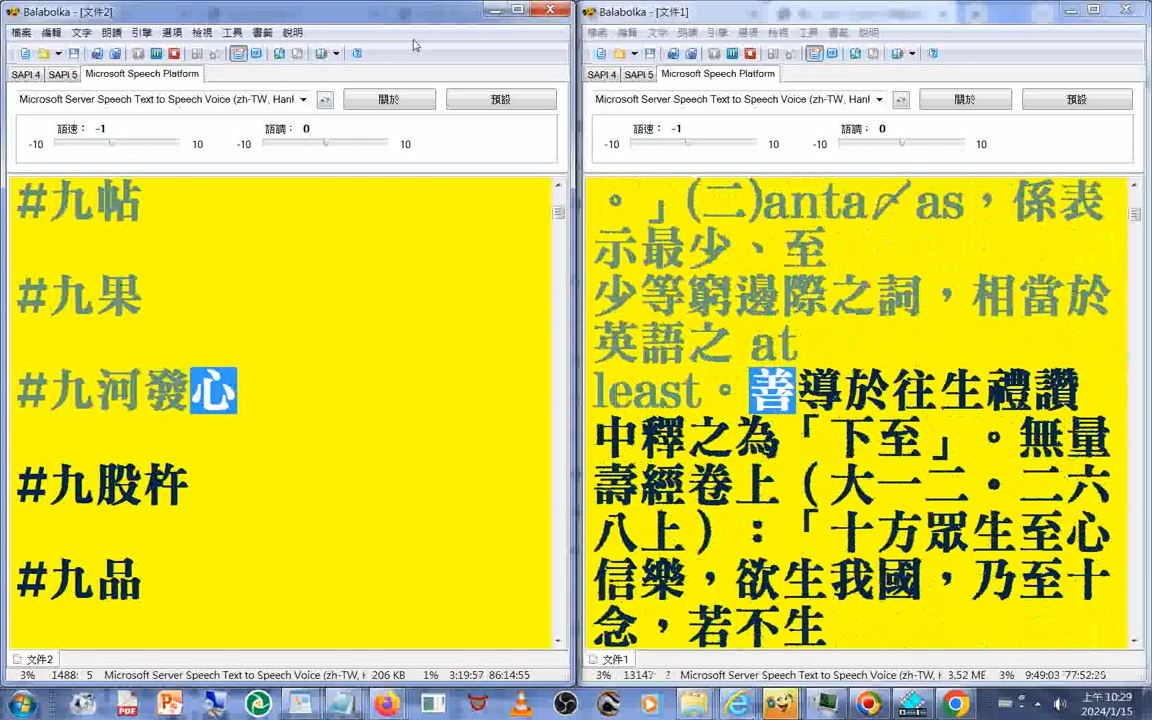 Balabolka - [文件2]
檔案 編輯 文字 朗讀 引擎 選項 檢視 工具 書籤 說明
SAPI 4 SAPI 5 Microsoft Speech Platform
Microsoft Server Speech Text to Speech Voice (zh-TW, Hanl
關於
預設
語速： -1
語調： 0
-10 10 -10 10
#九帖
#九果
#九河發心
#九股杵
#九品
文件2
3% 1488: 5 Microsoft Server Speech Text to Speech Voice (zh-TW, H 206 KB 1% 3:19:57 86:14:55
Balabolka - [文件1]
檔案 編輯 文字 朗讀 引擎 選項 檢視 工具 書籤 說明
SAPI 4 SAPI 5 Microsoft Speech Platform
Microsoft Server Speech Text to Speech Voice (zh-TW, Hanl
關於
預設
語速： -1
語調： 0
-10 10 -10 10
。」(二)anta〆as，係表
示最少、至
少等窮邊際之詞，相當於
英語之 at
least。善導於往生禮讚
中釋之為「下至」。無量
壽經卷上（大一二．二六
八上）：「十方眾生至心
信樂，欲生我國，乃至十
念，若不生
文件1
3% 13147: Microsoft Server Speech Text to Speech Voice (zh-TW, H 3.52 ME 3% 9:49:03
上午 10:29
2024/1/15